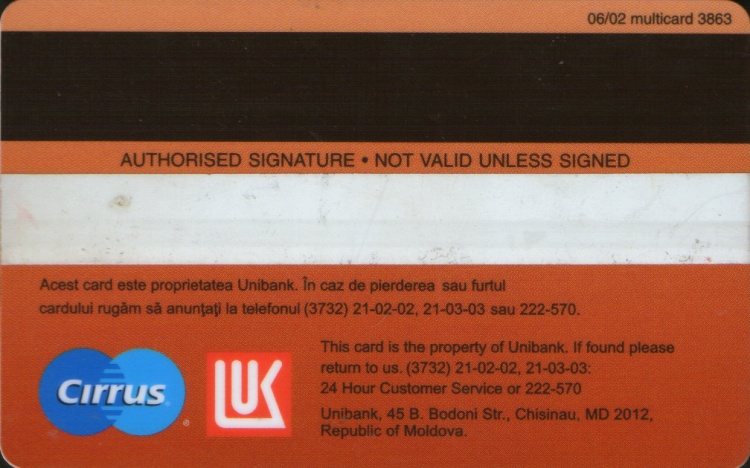 06/02 multicard 3863
AUTHORISED SIGNATURE • NOT VALID UNLESS SIGNED
Acest card este proprietatea Unibank. În caz de pierderea sau furtul
cardului rugăm să anunţaţi la telefonul (3732) 21-02-02, 21-03-03 sau 222-570.
This card is the property of Unibank. If found please
return to us. (3732) 21-02-02, 21-03-03:
24 Hour Customer Service or 222-570
Unibank, 45 B. Bodoni Str., Chisinau, MD 2012,
Republic of Moldova.
Cirrus ®
LUK